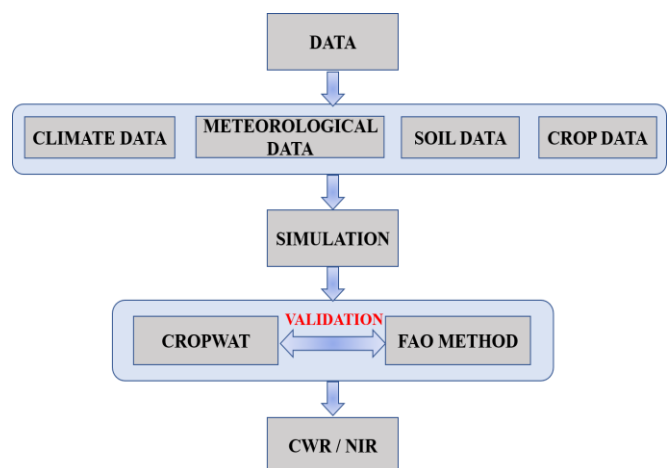 DATA
CLIMATE DATA
METEOROLOGICAL
DATA
SOIL DATA
CROP DATA
SIMULATION
VALIDATION
CROPWAT
FAO METHOD
CWR / NIR